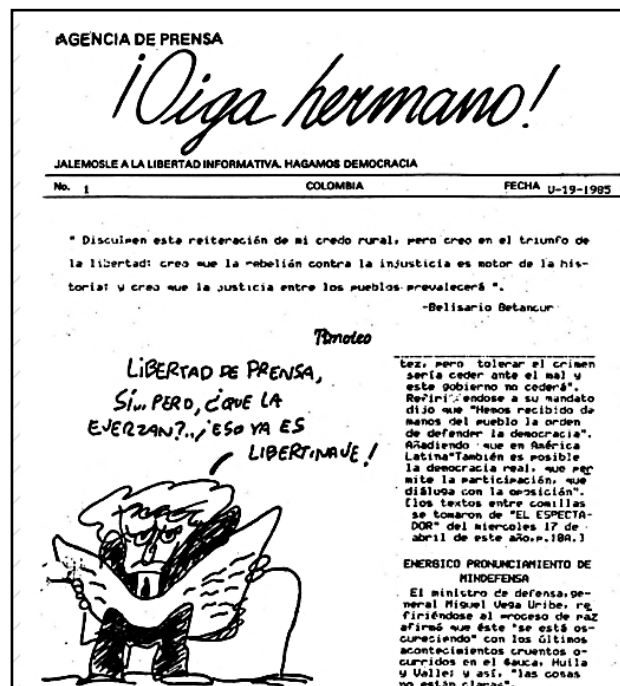 AGENCIA DE PRENSA
¡Oiga hermano!
JALEMOSLE A LA LIBERTAD INFORMATIVA. HAGAMOS DEMOCRACIA
No. 1 COLOMBIA FECHA U-19-1985
" Disculpen esta reiteración de mi credo rural, pero creo en el triunfo de
la libertad; creo que la rebelión contra la injusticia es motor de la his-
toria; y creo que la justicia entre los pueblos prevalecerá ".
-Belisario Betancur
Timoteo
LIBERTAD DE PRENSA,
SÍ... PERO, ¿QUE LA
EJERZAN?.., ¡ESO YA ES
LIBERTINAJE!
tez, pero tolerar el crimen
sería ceder ante el mal y
este gobierno no cederá".
Refiriéndose a su mandato
dijo que "Hemos recibido de
manos del pueblo la orden
de defender la democracia".
Añadiendo que en América
Latina"También es posible
la democracia real, que per
mite la participación, que
diáloga con la oposición".
[los textos entre comillas
se tomaron de "EL ESPECTA-
DOR" del miercoles 17 de
abril de este año.p.10A.]
ENERGICO PRONUNCIAMIENTO DE
MINDEFENSA
El ministro de defensa,ge-
neral Miguel Vega Uribe, re
firiéndose al proceso de paz
afirmó que éste "se está os-
cureciendo" con los últimos
acontecimientos cruentos o-
curridos en el Cauca, Huila
y Valle; y así, "las cosas
no están claras".